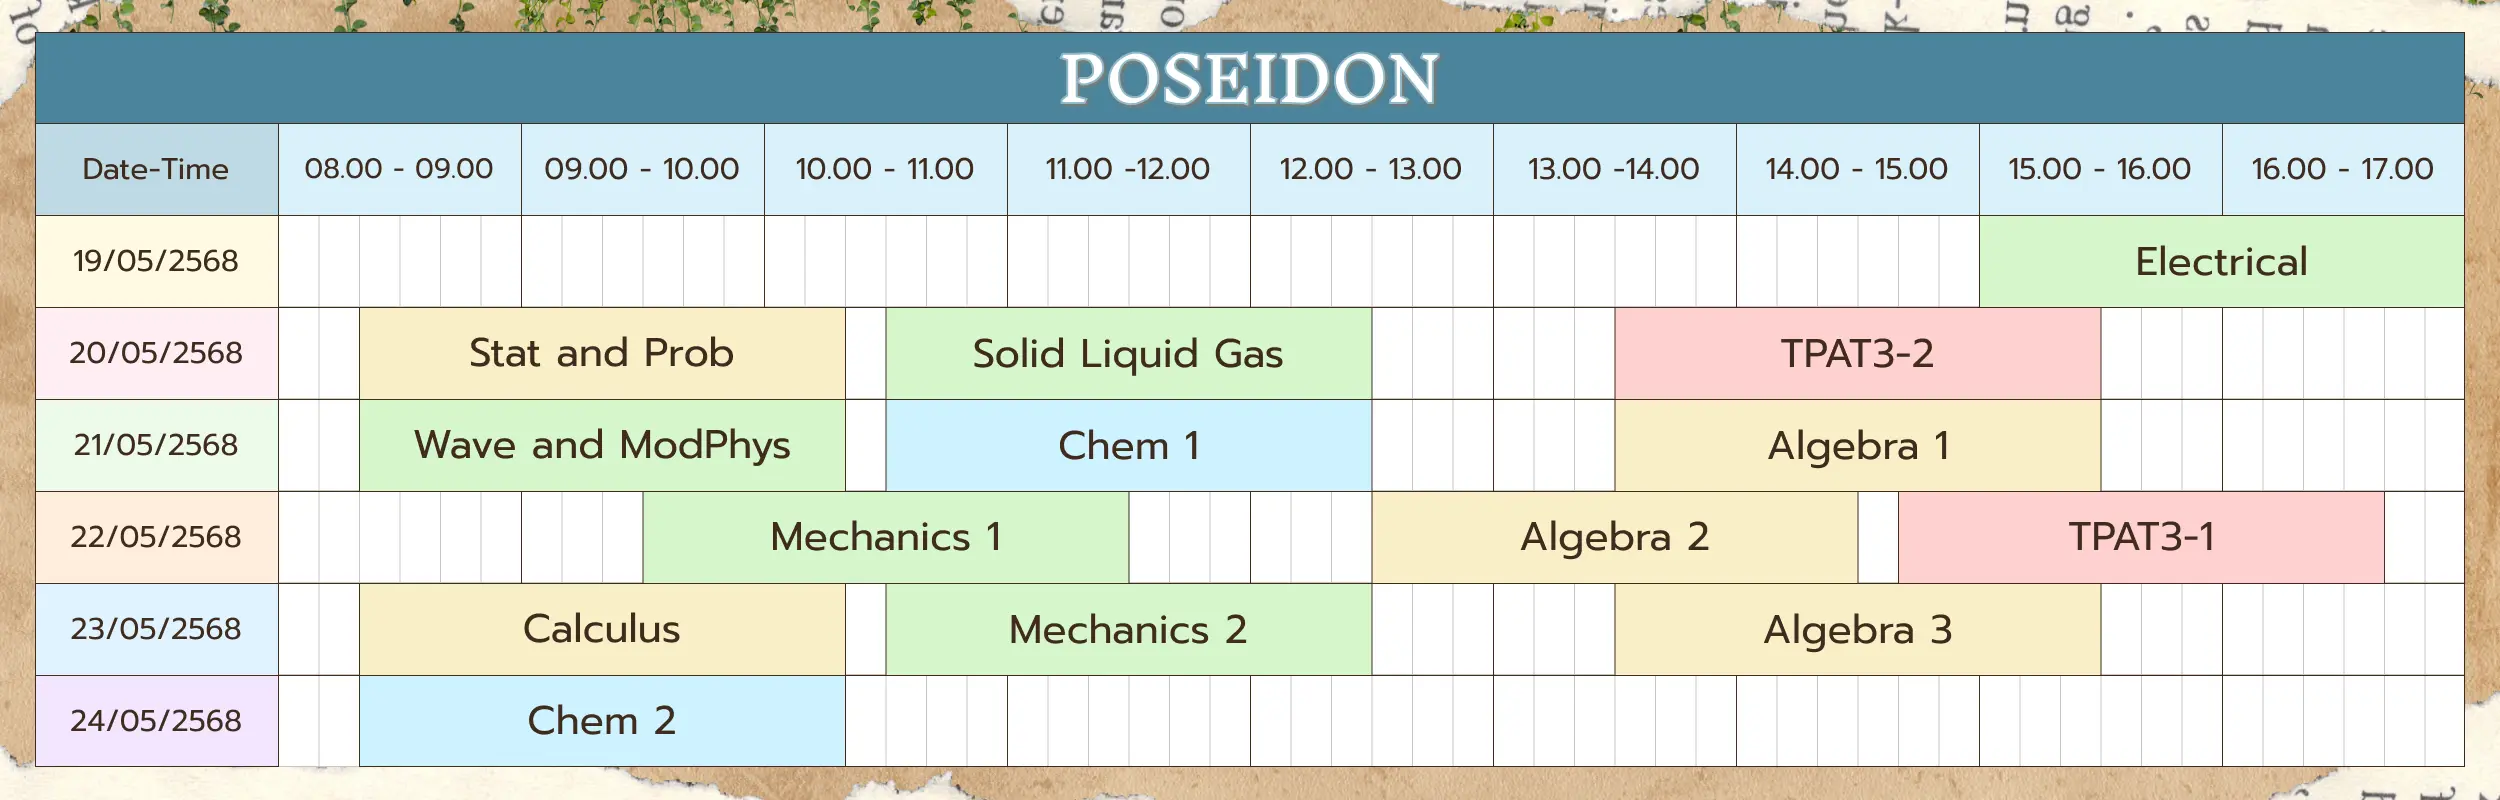 POSEIDON
Date-Time 08.00 - 09.00 09.00 - 10.00 10.00 - 11.00 11.00 -12.00 12.00 - 13.00 13.00 -14.00 14.00 - 15.00 15.00 - 16.00 16.00 - 17.00
19/05/2568 Electrical
20/05/2568 Stat and Prob Solid Liquid Gas TPAT3-2
21/05/2568 Wave and ModPhys Chem 1 Algebra 1
22/05/2568 Mechanics 1 Algebra 2 TPAT3-1
23/05/2568 Calculus Mechanics 2 Algebra 3
24/05/2568 Chem 2